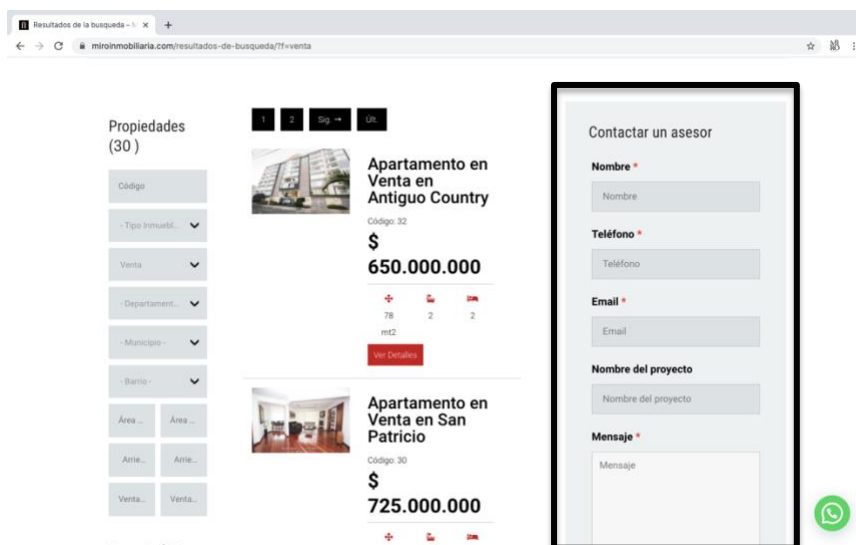 Resultados de la busqueda – 
miroinmobiliaria.com/resultados-de-busqueda/?f=venta
Propiedades
(30 )
Código
- Tipo Inmuebl...
Venta
- Departament...
- Municipio -
- Barrio -
Área ...
Área ...
Arrie...
Arrie...
Venta...
Venta...
1
2
Sig. →
Últ.
Apartamento en
Venta en
Antiguo Country
Código: 32
$
650.000.000
78
2
2
mt2
Ver Detalles
Apartamento en
Venta en San
Patricio
Código: 30
$
725.000.000
Contactar un asesor
Nombre *
Nombre
Teléfono *
Teléfono
Email *
Email
Nombre del proyecto
Nombre del proyecto
Mensaje *
Mensaje